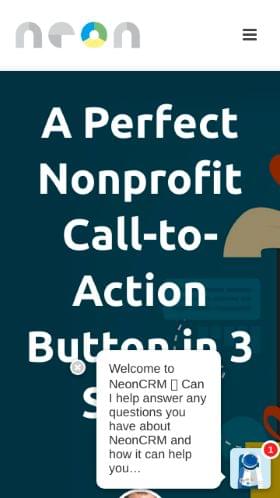 neon
A Perfect
Nonprofit
Call-to-
Action
Button in 3
S
Welcome to
NeonCRM ▯ Can
I help answer any
questions you
have about
NeonCRM and
how it can help
you...
1